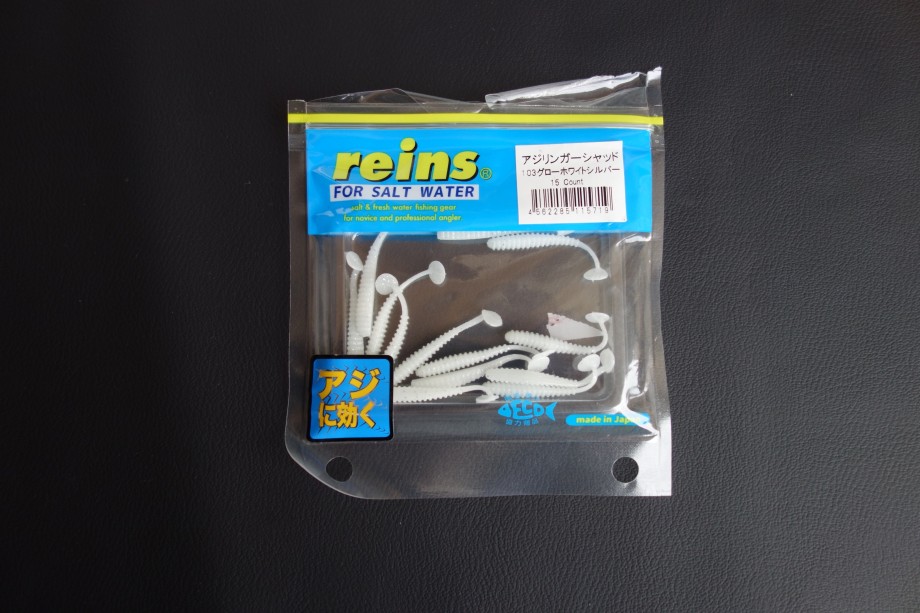 reins®
FOR SALT WATER
salt & fresh water fishing gear
for novice and professional angler
アジリンガーシャッド
103グローホワイトシルバー
15 Count
4562286115719
アジ
に効く
made in Japan